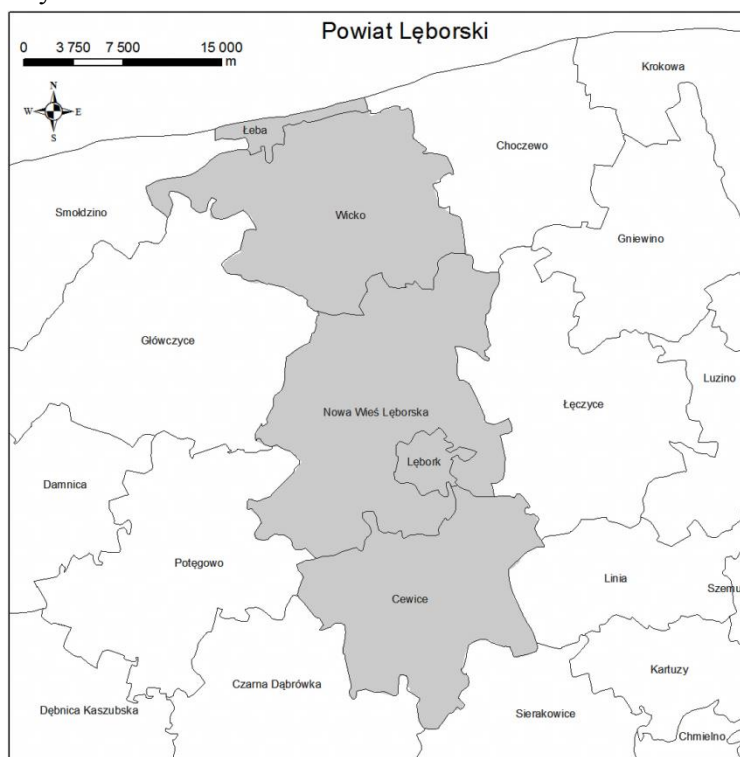 Powiat Lęborski
0 3 750 7 500 15 000
m
N
W E
S
Krokowa
Łeba
Choczewo
Smołdzino
Wicko
Gniewino
Główczyce
Luzino
Nowa Wieś Lęborska
Łęczyce
Lębork
Damnica
Potęgowo
Linia
Szemu
Cewice
Kartuzy
Czarna Dąbrówka
Dębnica Kaszubska
Sierakowice
Chmielno